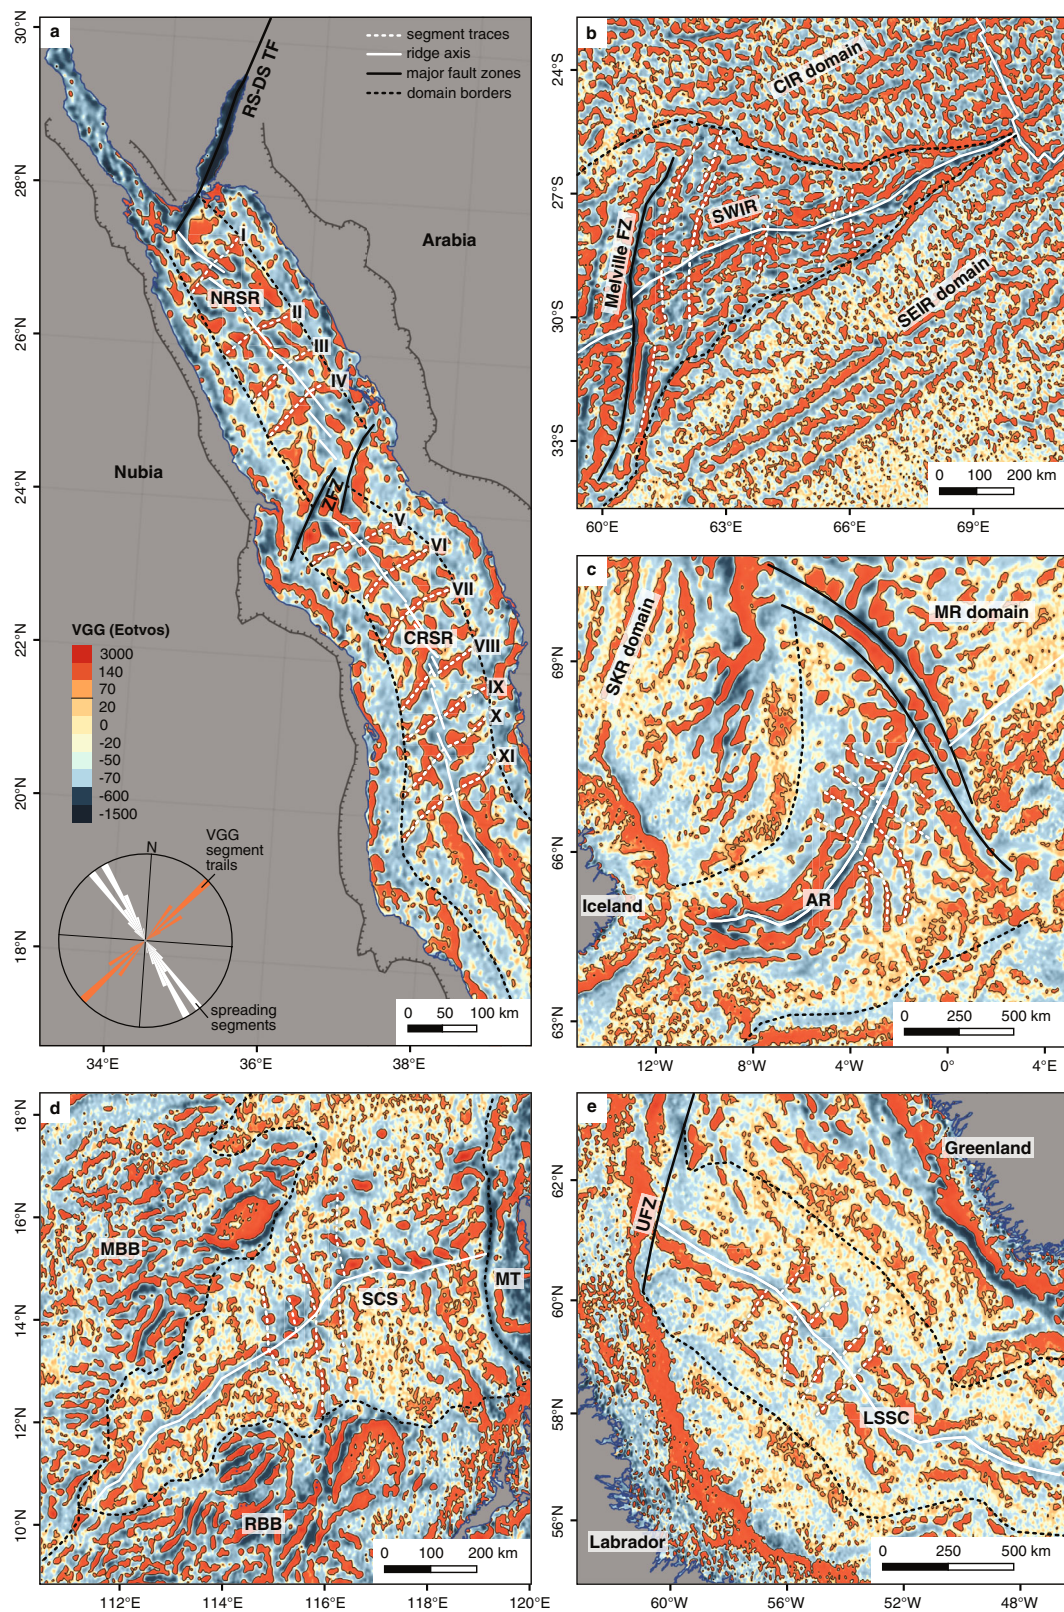 a
segment traces
ridge axis
major fault zones
domain borders
RS-DS TF
Arabia
Nubia
I
NRSR
II
III
IV
ZFZ
V
VI
VII
CRSR
VIII
IX
X
XI
VGG (Eotvos)
3000
140
70
20
0
-20
-50
-70
-600
-1500
N
VGG
segment
trails
spreading
segments
0 50 100 km
30°N
28°N
26°N
24°N
22°N
20°N
18°N
34°E 36°E 38°E
b
CIR domain
SWIR
Melville FZ
SEIR domain
0 100 200 km
24°S
27°S
30°S
33°S
60°E 63°E 66°E 69°E
c
SKR domain
MR domain
AR
Iceland
0 250 500 km
69°N
66°N
63°N
12°W 8°W 4°W 0° 4°E
d
MBB
SCS
MT
RBB
0 100 200 km
18°N
16°N
14°N
12°N
10°N
112°E 114°E 116°E 118°E 120°E
e
Greenland
UFZ
LSSC
Labrador
0 250 500 km
62°N
60°N
58°N
56°N
60°W 56°W 52°W 48°W